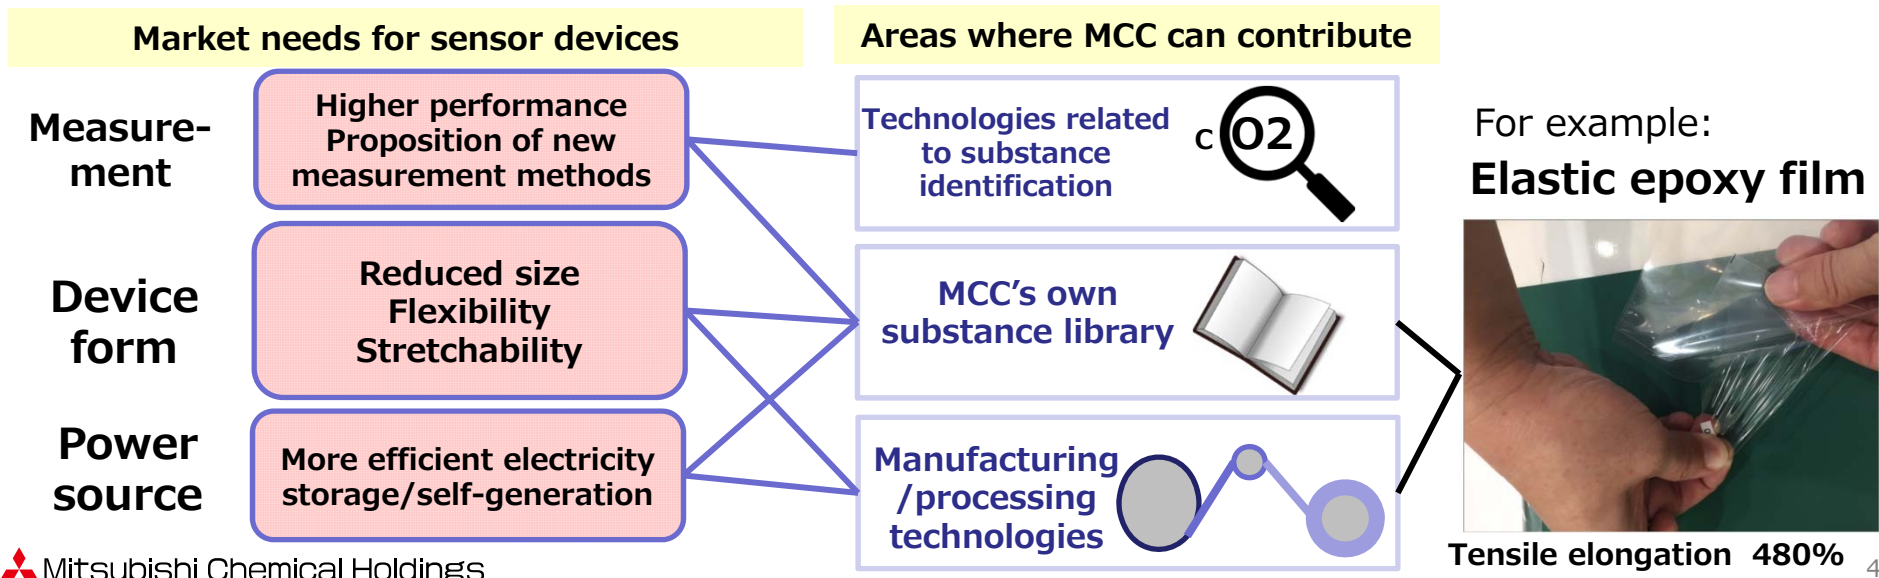 Market needs for sensor devices
Areas where MCC can contribute
Measure-
ment
Higher performance
Proposition of new
measurement methods
Technologies related
to substance
identification
C O2
For example:
Elastic epoxy film
Device
form
Reduced size
Flexibility
Stretchability
MCC’s own
substance library
Power
source
More efficient electricity
storage/self-generation
Manufacturing
/processing
technologies
Tensile elongation 480%
Mitsubishi Chemical Holdings
4